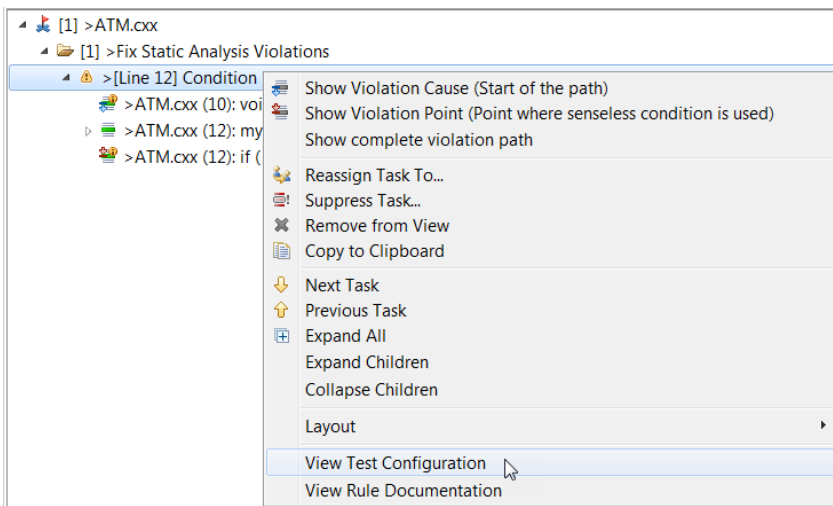 [1] >ATM.cxx
[1] >Fix Static Analysis Violations
>[Line 12] Condition
>ATM.cxx (10): voi
>ATM.cxx (12): my
>ATM.cxx (12): if (
Show Violation Cause (Start of the path)
Show Violation Point (Point where senseless condition is used)
Show complete violation path
Reassign Task To...
Suppress Task...
Remove from View
Copy to Clipboard
Next Task
Previous Task
Expand All
Expand Children
Collapse Children
Layout
View Test Configuration
View Rule Documentation